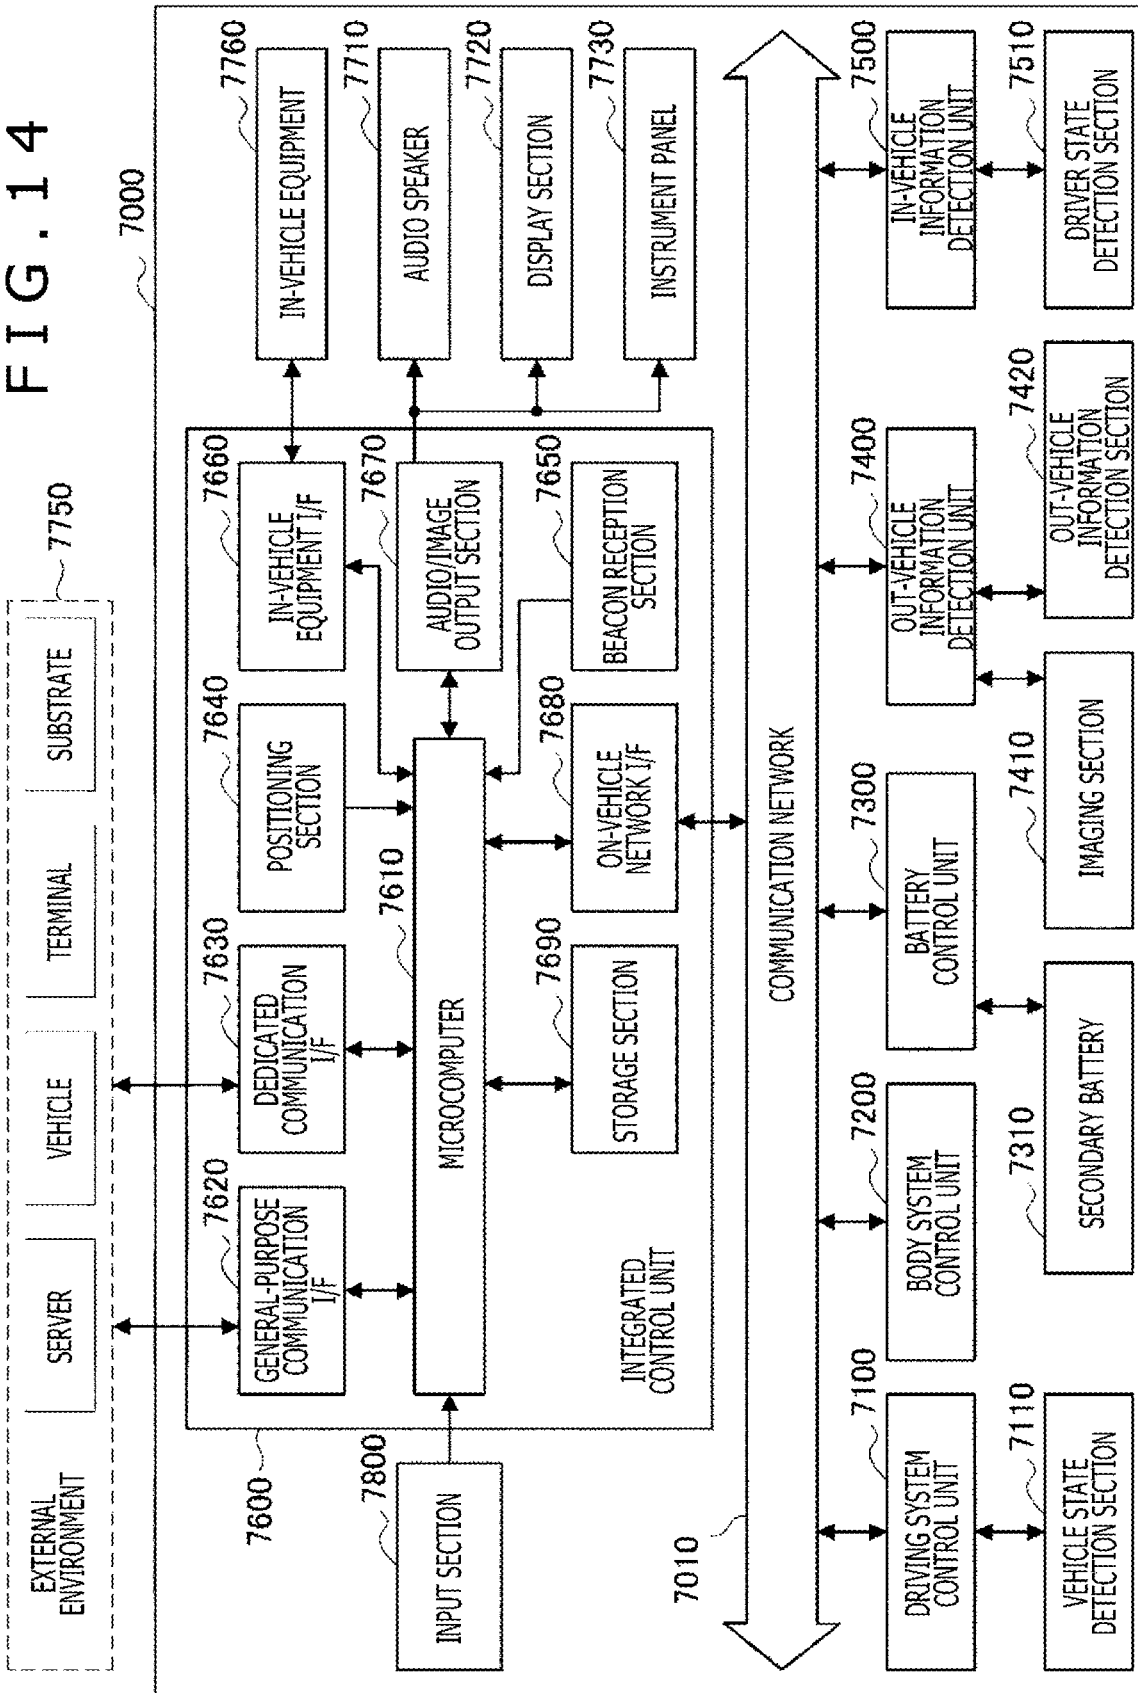 FIG. 14
7000
EXTERNAL
ENVIRONMENT
SERVER
VEHICLE
TERMINAL
SUBSTRATE
7750
7600
7620
GENERAL-PURPOSE
COMMUNICATION
I/F
7630
DEDICATED
COMMUNICATION
I/F
7640
POSITIONING
SECTION
7660
IN-VEHICLE
EQUIPMENT I/F
7760
IN-VEHICLE EQUIPMENT
7800
INPUT SECTION
7610
MICROCOMPUTER
7670
AUDIO/IMAGE
OUTPUT SECTION
7710
AUDIO SPEAKER
7720
DISPLAY SECTION
7730
INSTRUMENT PANEL
INTEGRATED
CONTROL UNIT
7690
STORAGE SECTION
7680
ON-VEHICLE
NETWORK I/F
7650
BEACON RECEPTION
SECTION
7010
COMMUNICATION NETWORK
7100
DRIVING SYSTEM
CONTROL UNIT
7200
BODY SYSTEM
CONTROL UNIT
7300
BATTERY
CONTROL UNIT
7400
OUT-VEHICLE
INFORMATION
DETECTION UNIT
7500
IN-VEHICLE
INFORMATION
DETECTION UNIT
7110
VEHICLE STATE
DETECTION SECTION
7310
SECONDARY BATTERY
7410
IMAGING SECTION
7420
OUT-VEHICLE
INFORMATION
DETECTION SECTION
7510
DRIVER STATE
DETECTION SECTION